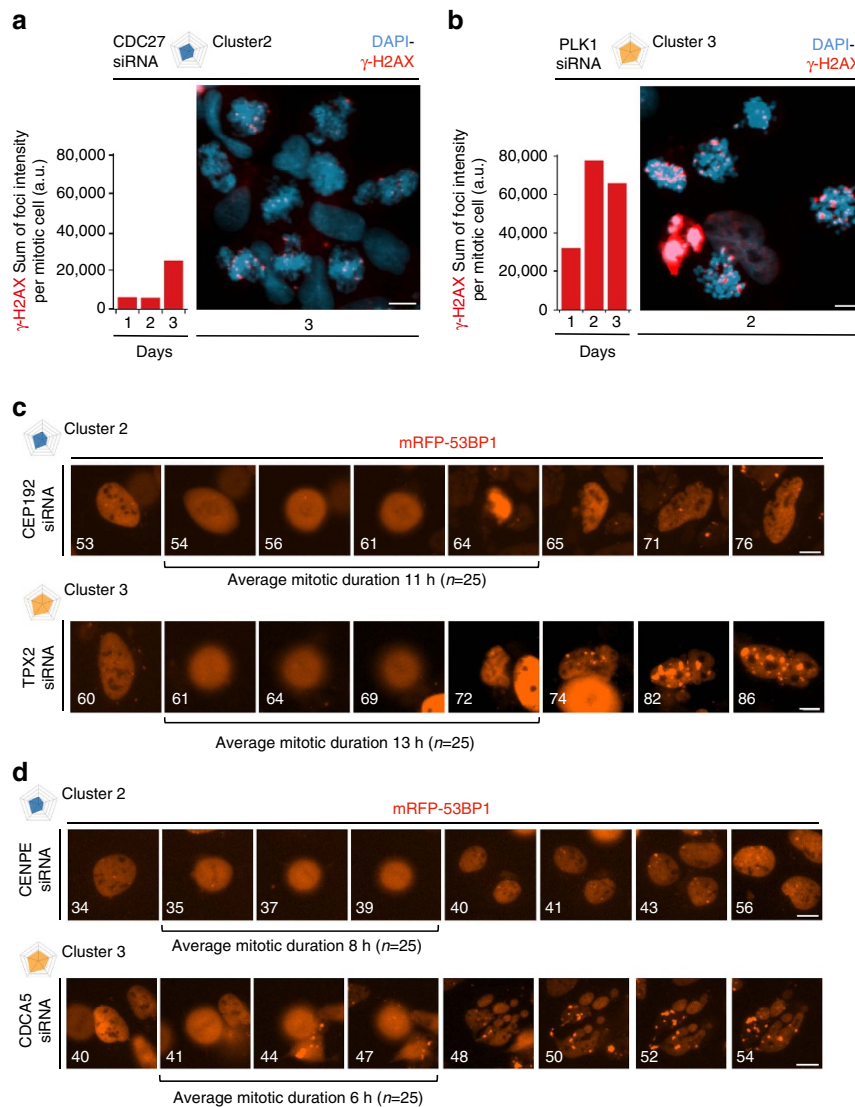 a
CDC27
siRNA
Cluster2
DAPI-
γ-H2AX
γ-H2AX Sum of foci intensity
per mitotic cell (a.u.)
80,000
60,000
40,000
20,000
0
1 2 3
Days
3
b
PLK1
siRNA
Cluster 3
DAPI-
γ-H2AX
γ-H2AX Sum of foci intensity
per mitotic cell (a.u.)
80,000
60,000
40,000
20,000
0
1 2 3
Days
2
c
Cluster 2
mRFP-53BP1
CEP192
siRNA
53 54 56 61 64 65 71 76
Average mitotic duration 11 h (n=25)
Cluster 3
TPX2
siRNA
60 61 64 69 72 74 82 86
Average mitotic duration 13 h (n=25)
d
Cluster 2
mRFP-53BP1
CENPE
siRNA
34 35 37 39 40 41 43 56
Average mitotic duration 8 h (n=25)
Cluster 3
CDCA5
siRNA
40 41 44 47 48 50 52 54
Average mitotic duration 6 h (n=25)